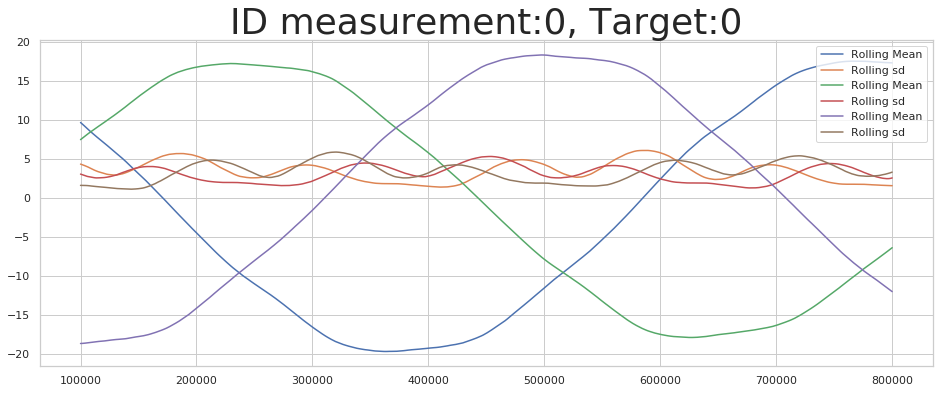 ID measurement:0, Target:0
20
15
10
5
0
−5
−10
−15
−20
100000 200000 300000 400000 500000 600000 700000 800000
Rolling Mean
Rolling sd
Rolling Mean
Rolling sd
Rolling Mean
Rolling sd